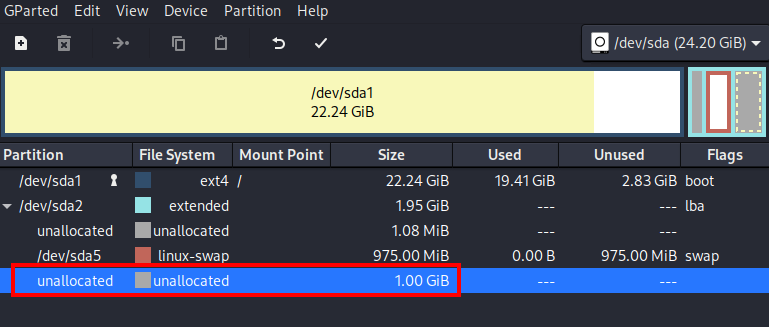 GParted Edit View Device Partition Help
/dev/sda (24.20 GiB)
/dev/sda1
22.24 GiB
Partition File System Mount Point Size Used Unused Flags
/dev/sda1 ext4 / 22.24 GiB 19.41 GiB 2.83 GiB boot
/dev/sda2 extended 1.95 GiB --- --- lba
unallocated unallocated 1.08 MiB --- ---
/dev/sda5 linux-swap 975.00 MiB 0.00 B 975.00 MiB swap
unallocated unallocated 1.00 GiB --- ---